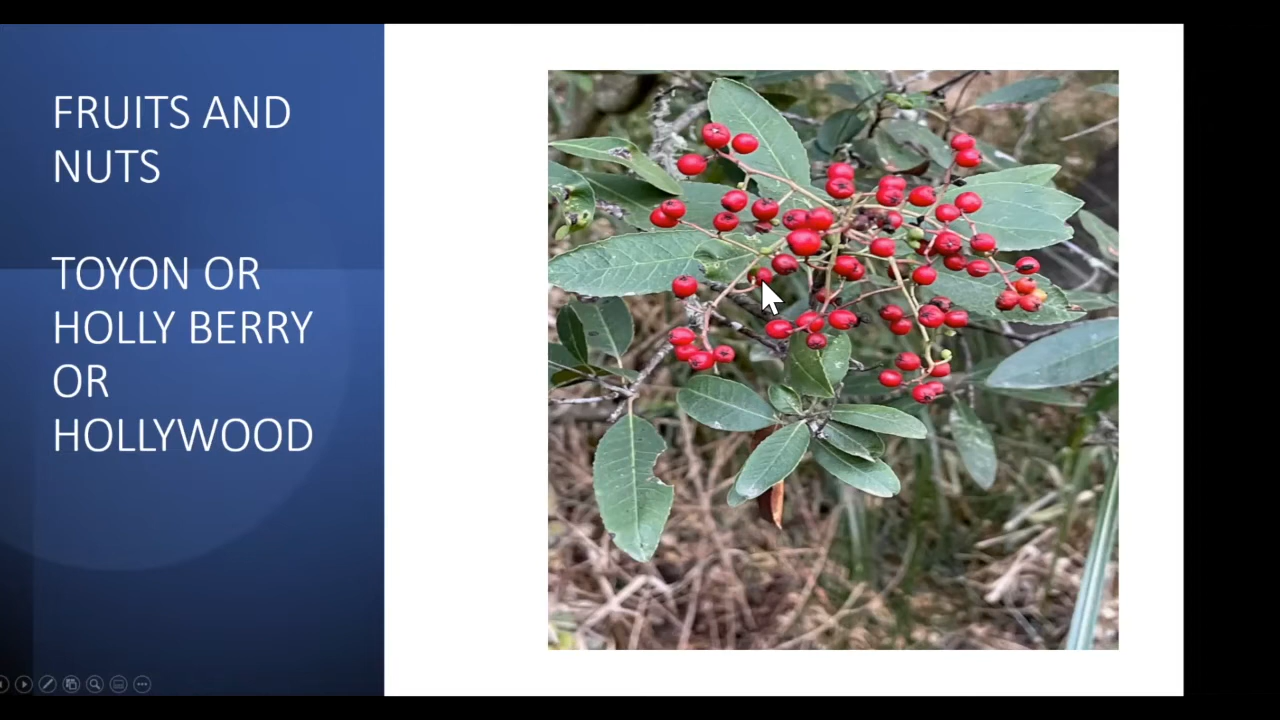 FRUITS AND
NUTS
TOYON OR
HOLLY BERRY
OR
HOLLYWOOD